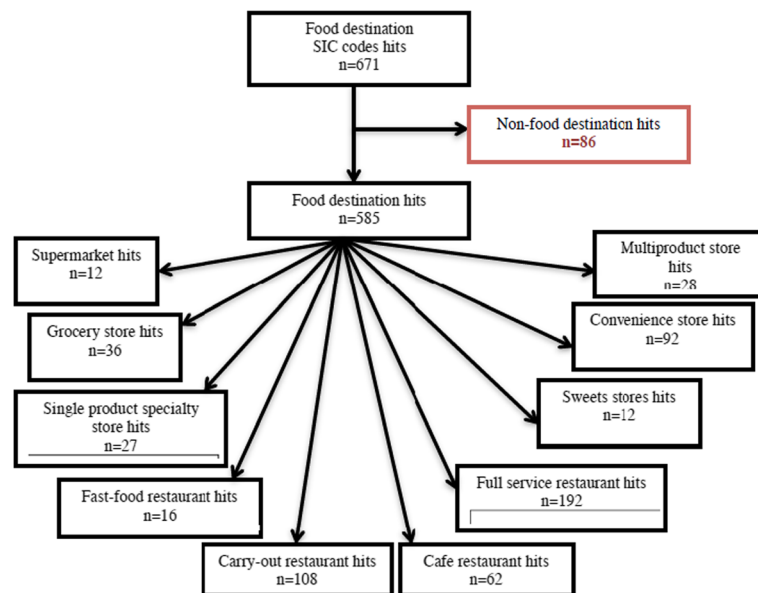 Food destination
SIC codes hits
n=671
Non-food destination hits
n=86
Food destination hits
n=585
Supermarket hits
n=12
Multiproduct store
hits
n=28
Grocery store hits
n=36
Convenience store hits
n=92
Single product specialty
store hits
n=27
Sweets stores hits
n=12
Fast-food restaurant hits
n=16
Full service restaurant hits
n=192
Carry-out restaurant hits
n=108
Cafe restaurant hits
n=62